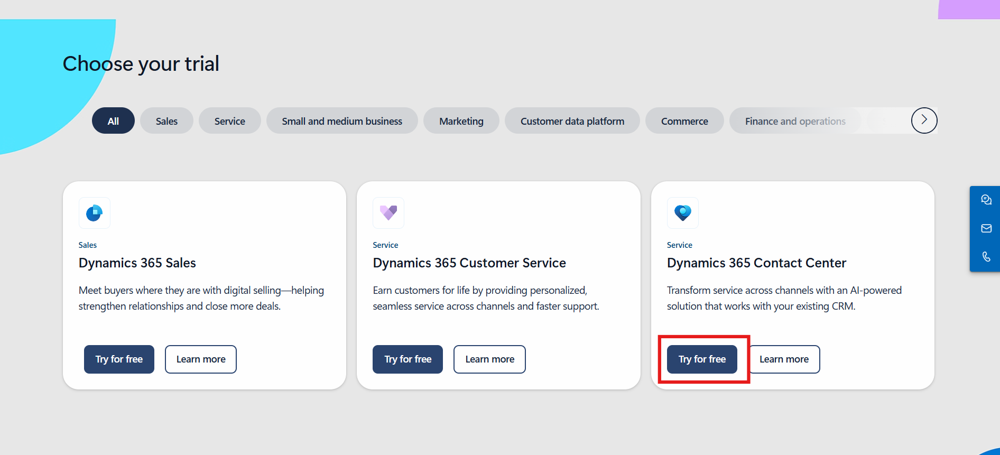 Choose your trial
All
Sales
Service
Small and medium business
Marketing
Customer data platform
Commerce
Finance and operations
Sales
Dynamics 365 Sales
Meet buyers where they are with digital selling—helping
strengthen relationships and close more deals.
Try for free
Learn more
Service
Dynamics 365 Customer Service
Earn customers for life by providing personalized,
seamless service across channels and faster support.
Try for free
Learn more
Service
Dynamics 365 Contact Center
Transform service across channels with an AI-powered
solution that works with your existing CRM.
Try for free
Learn more